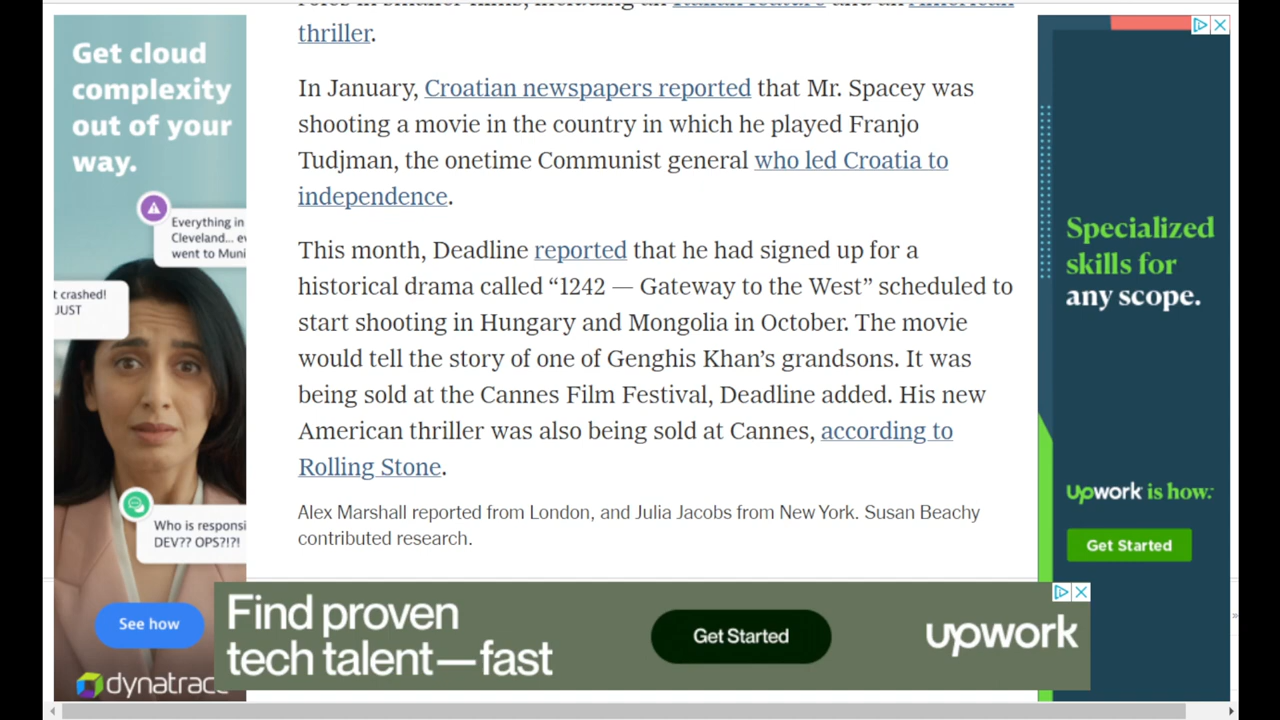 Get cloud
complexity
out of your
way.
Everything in
Cleveland...
went to Muni
t crashed!
JUST
Who is responsi
DEV?? OPS?!?!
See how
dynatrace
thriller.
In January, Croatian newspapers reported that Mr. Spacey was
shooting a movie in the country in which he played Franjo
Tudjman, the onetime Communist general who led Croatia to
independence.
This month, Deadline reported that he had signed up for a
historical drama called “1242 — Gateway to the West” scheduled to
start shooting in Hungary and Mongolia in October. The movie
would tell the story of one of Genghis Khan’s grandsons. It was
being sold at the Cannes Film Festival, Deadline added. His new
American thriller was also being sold at Cannes, according to
Rolling Stone.
Alex Marshall reported from London, and Julia Jacobs from New York. Susan Beachy
contributed research.
Specialized
skills for
any scope.
Upwork is how:
Get Started
Find proven
tech talent—fast
Get Started
upwork